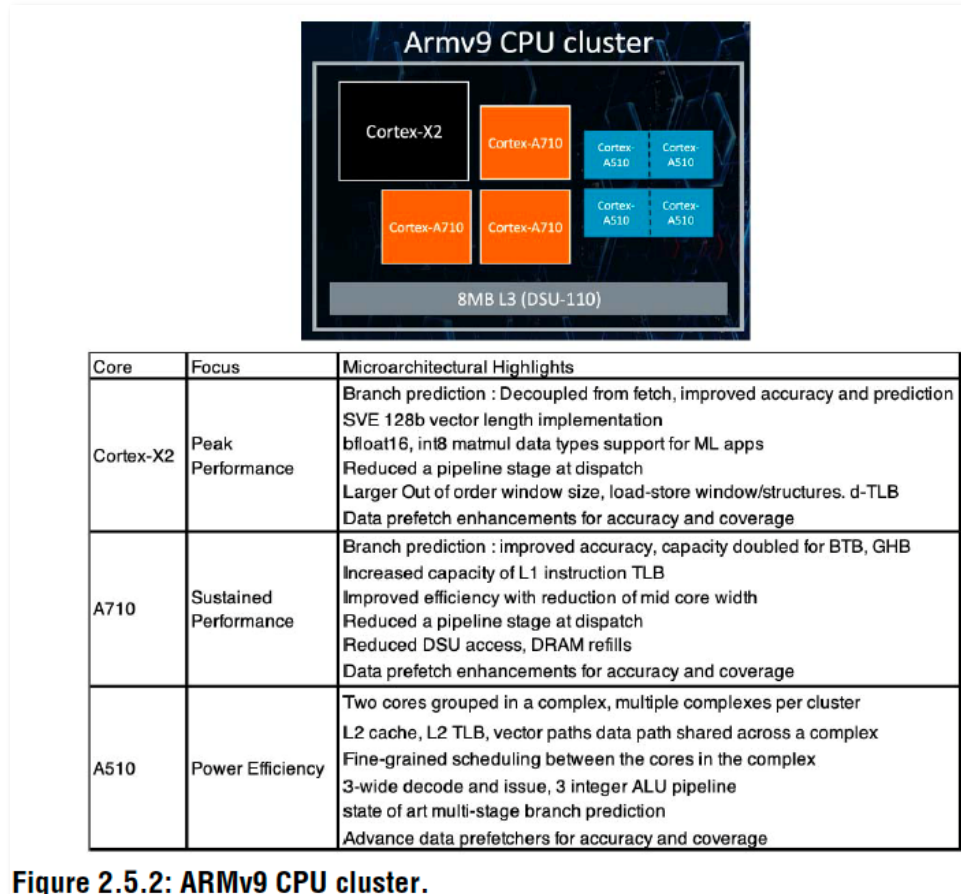 Armv9 CPU cluster
Cortex-X2
Cortex-A710
Cortex-
A510
Cortex-
A510
Cortex-A710
Cortex-A710
Cortex-
A510
Cortex-
A510
8MB L3 (DSU-110)
Core Focus Microarchitectural Highlights
Cortex-X2
Peak
Performance
Branch prediction : Decoupled from fetch, improved accuracy and prediction
SVE 128b vector length implementation
bfloat16, int8 matmul data types support for ML apps
Reduced a pipeline stage at dispatch
Larger Out of order window size, load-store window/structures. d-TLB
Data prefetch enhancements for accuracy and coverage
A710
Sustained
Performance
Branch prediction : improved accuracy, capacity doubled for BTB, GHB
Increased capacity of L1 instruction TLB
Improved efficiency with reduction of mid core width
Reduced a pipeline stage at dispatch
Reduced DSU access, DRAM refills
Data prefetch enhancements for accuracy and coverage
A510
Power Efficiency
Two cores grouped in a complex, multiple complexes per cluster
L2 cache, L2 TLB, vector paths data path shared across a complex
Fine-grained scheduling between the cores in the complex
3-wide decode and issue, 3 integer ALU pipeline
state of art multi-stage branch prediction
Advance data prefetchers for accuracy and coverage
Figure 2.5.2: ARMv9 CPU cluster.